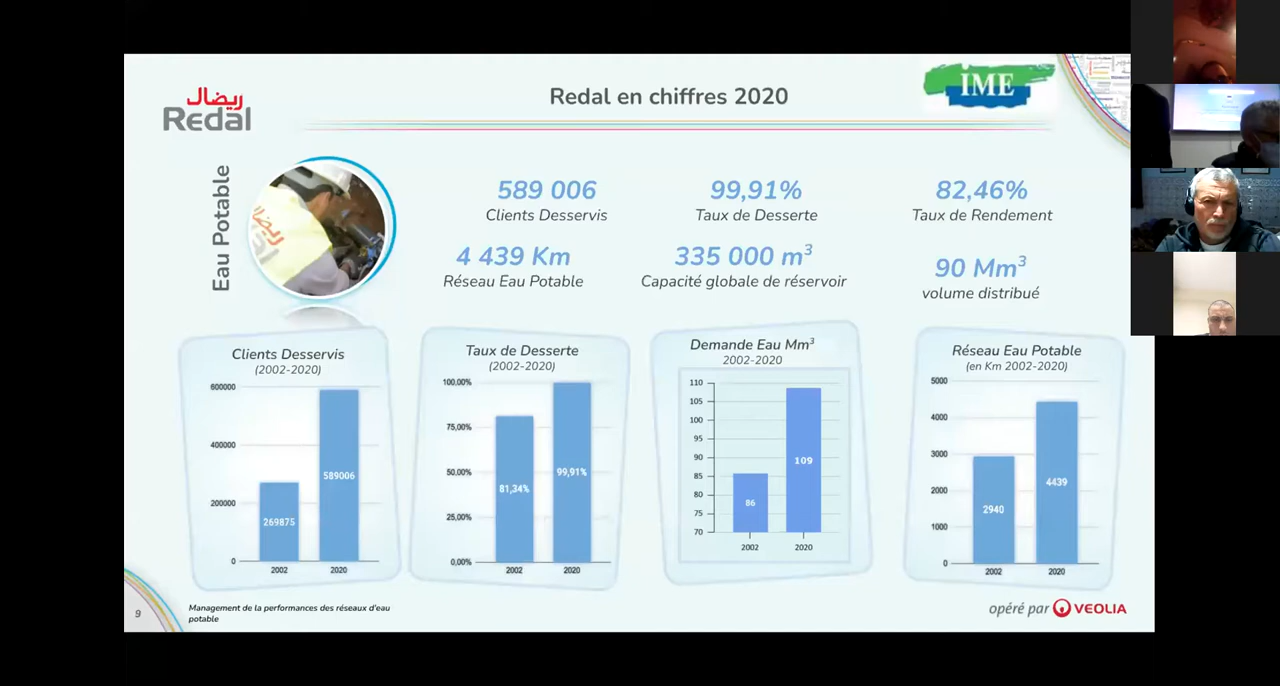 ريضال
Redal
Redal en chiffres 2020
iME
Eau Potable
589 006
Clients Desservis
99,91%
Taux de Desserte
82,46%
Taux de Rendement
4 439 Km
Réseau Eau Potable
335 000 m³
Capacité globale de réservoir
90 Mm³
volume distribué
Clients Desservis
(2002-2020)
600000
400000
200000
0
269875
589006
2002
2020
Taux de Desserte
(2002-2020)
100,00%
75,00%
50,00%
25,00%
0,00%
81,34%
99,91%
2002
2020
Demande Eau Mm³
2002-2020
110
105
100
95
90
85
80
75
70
86
109
2002
2020
Réseau Eau Potable
(en Km 2002-2020)
5000
4000
3000
2000
1000
0
2940
4439
2002
2020
9
Management de la performances des réseaux d'eau
potable
opéré par VEOLIA